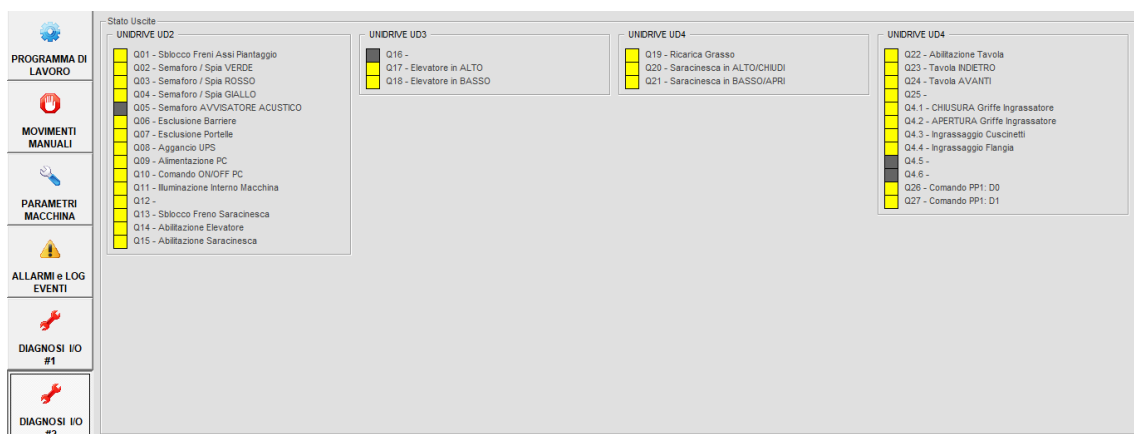 PROGRAMMA DI
LAVORO
MOVIMENTI
MANUALI
PARAMETRI
MACCHINA
ALLARMI e LOG
EVENTI
DIAGNOSI I/O
#1
DIAGNOSI I/O
#2
Stato Uscite
UNIDRIVE UD2
Q01 - Sblocco Freni Assi Piantaggio
Q02 - Semaforo / Spia VERDE
Q03 - Semaforo / Spia ROSSO
Q04 - Semaforo / Spia GIALLO
Q05 - Semaforo AVVISATORE ACUSTICO
Q06 - Esclusione Barriere
Q07 - Esclusione Portelle
Q08 - Aggancio UPS
Q09 - Alimentazione PC
Q10 - Comando ON/OFF PC
Q11 - Illuminazione Interno Macchina
Q12 -
Q13 - Sblocco Freno Saracinesca
Q14 - Abilitazione Elevatore
Q15 - Abilitazione Saracinesca
UNIDRIVE UD3
Q16 -
Q17 - Elevatore in ALTO
Q18 - Elevatore in BASSO
UNIDRIVE UD4
Q19 - Ricarica Grasso
Q20 - Saracinesca in ALTO/CHIUDI
Q21 - Saracinesca in BASSO/APRI
UNIDRIVE UD4
Q22 - Abilitazione Tavola
Q23 - Tavola INDIETRO
Q24 - Tavola AVANTI
Q25 -
Q4.1 - CHIUSURA Griffe Ingrassatore
Q4.2 - APERTURA Griffe Ingrassatore
Q4.3 - Ingrassaggio Cuscinetti
Q4.4 - Ingrassaggio Flangia
Q4.5 -
Q4.6 -
Q26 - Comando PP1: D0
Q27 - Comando PP1: D1